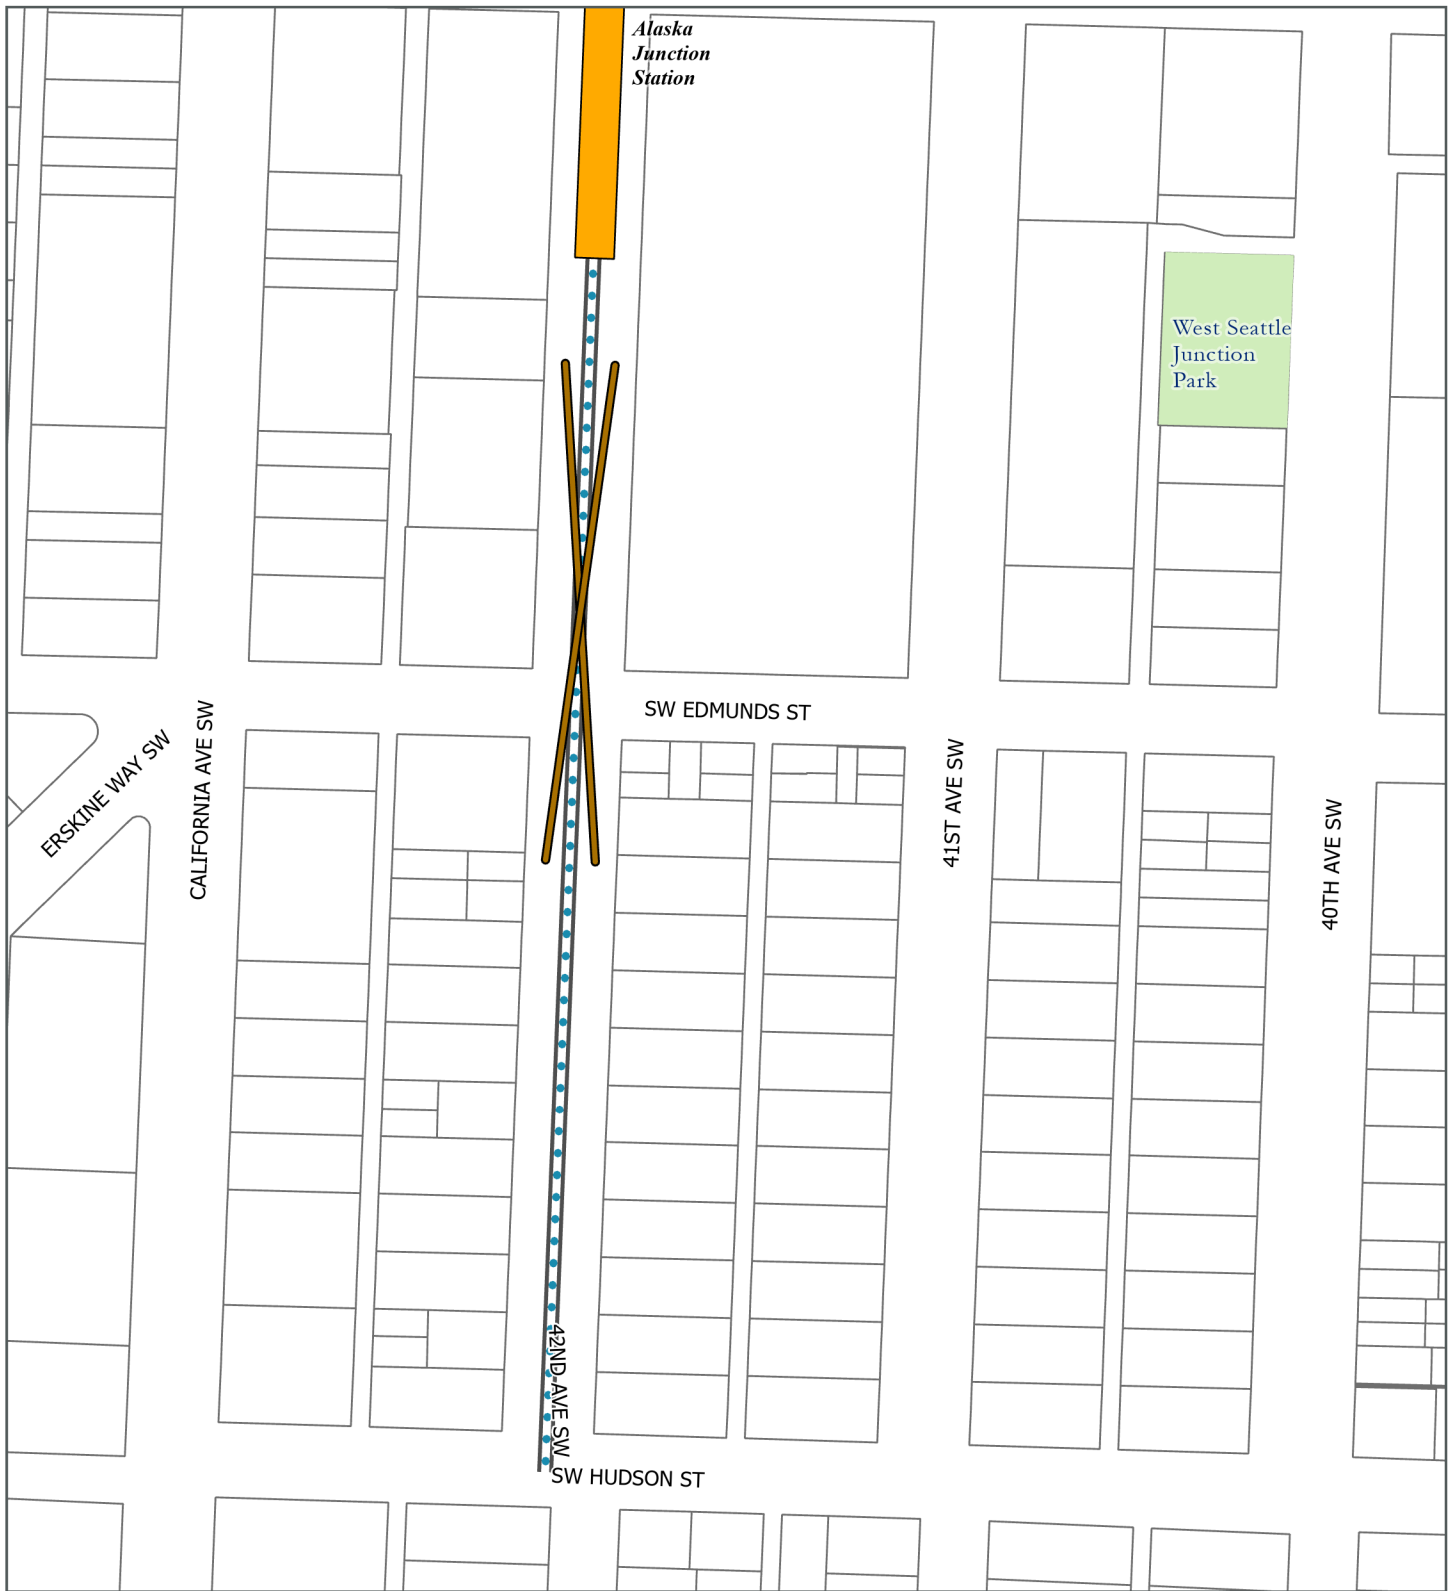 Alaska
Junction
Station
West Seattle
Junction
Park
SW EDMUNDS ST
ERSKINE WAY SW
CALIFORNIA AVE SW
41ST AVE SW
40TH AVE SW
42ND AVE SW
SW HUDSON ST